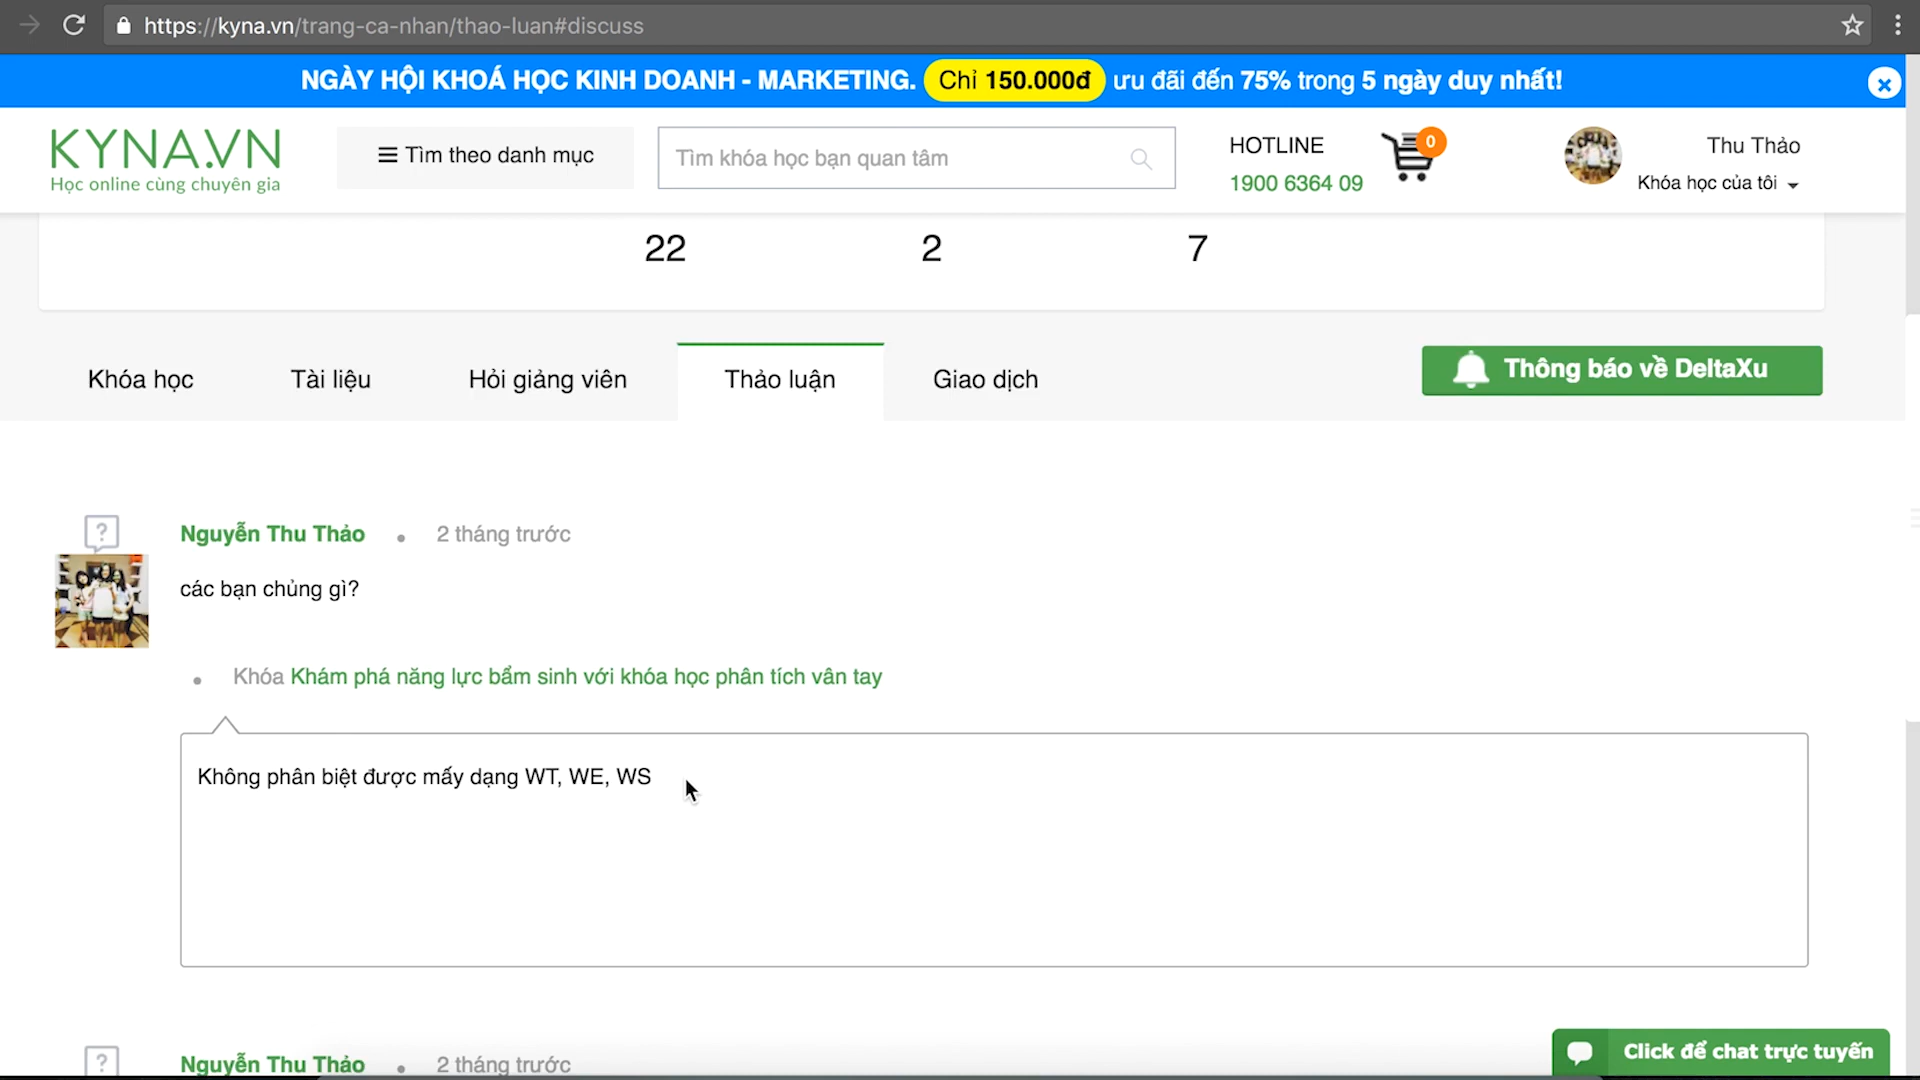 https://kyna.vn/trang-ca-nhan/thao-luan#discuss
NGÀY HỘI KHOÁ HỌC KINH DOANH - MARKETING. Chỉ 150.000đ ưu đãi đến 75% trong 5 ngày duy nhất!
KYNA.VN
Học online cùng chuyên gia
Tìm theo danh mục
Tìm khóa học bạn quan tâm
HOTLINE
1900 6364 09
0
Thu Thảo
Khóa học của tôi
22 2 7
Khóa học Tài liệu Hỏi giảng viên Thảo luận Giao dịch
Thông báo về DeltaXu
Nguyễn Thu Thảo • 2 tháng trước
các bạn chủng gì?
• Khóa Khám phá năng lực bẩm sinh với khóa học phân tích vân tay
Không phân biệt được mấy dạng WT, WE, WS
Nguyễn Thu Thảo • 2 tháng trước
Click để chat trực tuyến